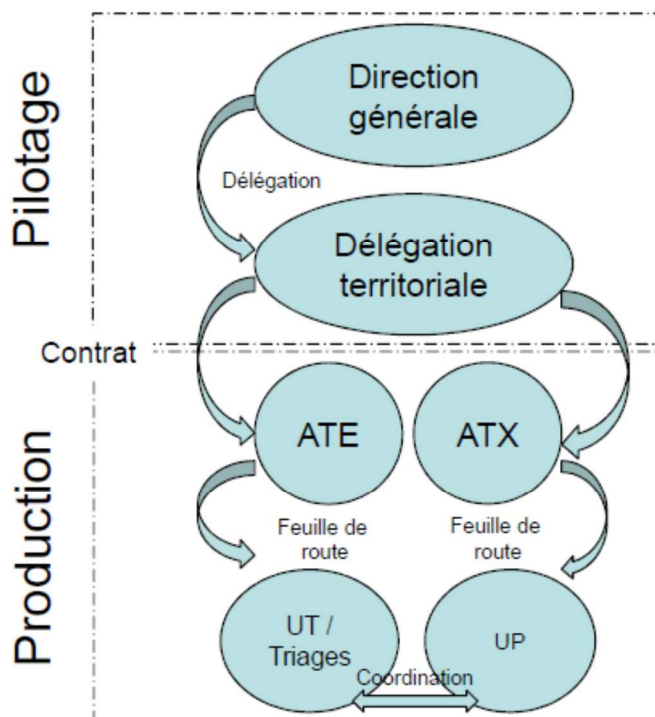 Pilotage
Direction
générale
Délégation
Délégation
territoriale
Contrat
Production
ATE
ATX
Feuille de
route
Feuille de
route
UT /
Triages
UP
Coordination